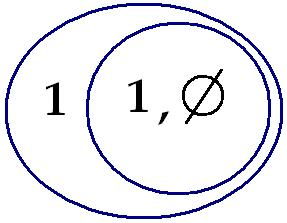 1 1 , ∅